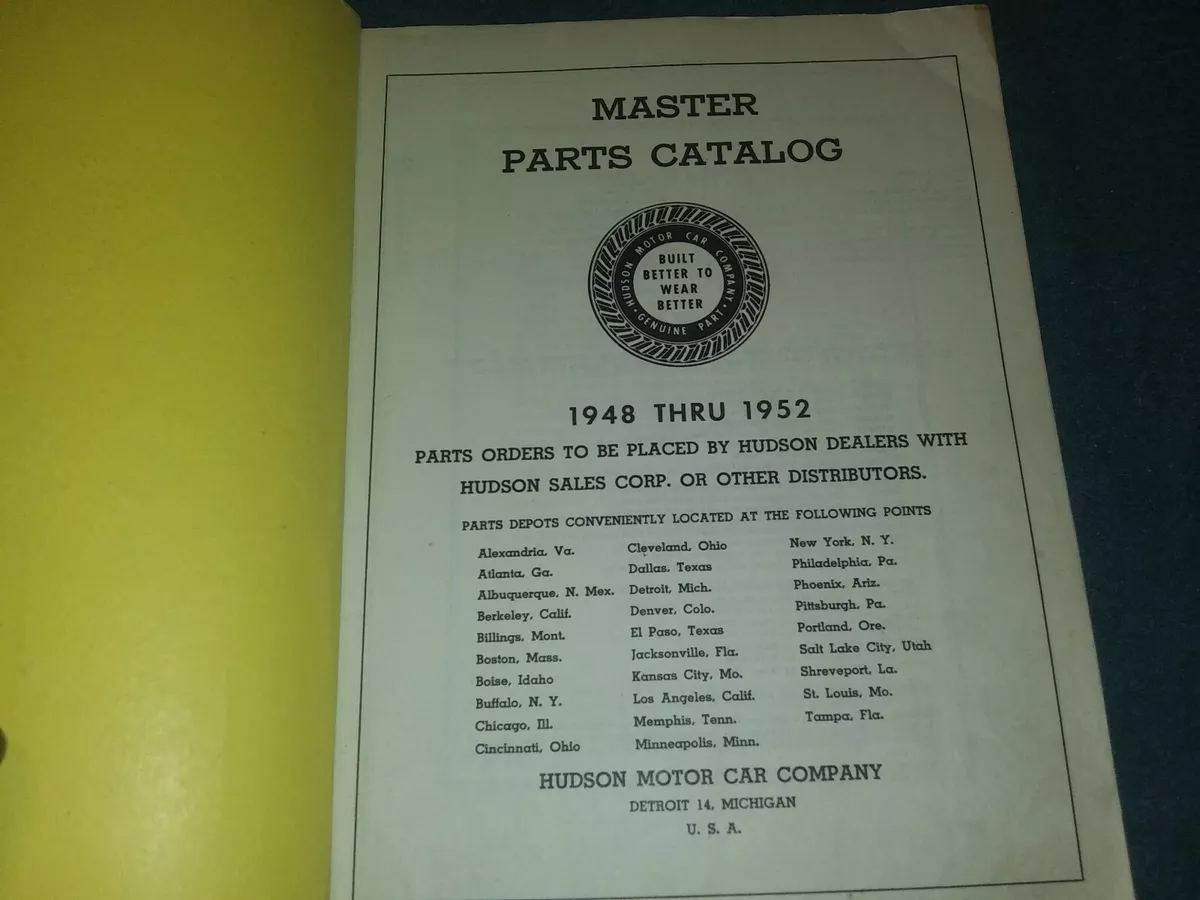 MASTER
PARTS CATALOG
HUDSON MOTOR CAR COMPANY
• GENUINE PART •
BUILT
BETTER TO
WEAR
BETTER
1948 THRU 1952
PARTS ORDERS TO BE PLACED BY HUDSON DEALERS WITH
HUDSON SALES CORP. OR OTHER DISTRIBUTORS.
PARTS DEPOTS CONVENIENTLY LOCATED AT THE FOLLOWING POINTS
Alexandria, Va.
Atlanta, Ga.
Albuquerque, N. Mex.
Berkeley, Calif.
Billings, Mont.
Boston, Mass.
Boise, Idaho
Buffalo, N. Y.
Chicago, Ill.
Cincinnati, Ohio
Cleveland, Ohio
Dallas, Texas
Detroit, Mich.
Denver, Colo.
El Paso, Texas
Jacksonville, Fla.
Kansas City, Mo.
Los Angeles, Calif.
Memphis, Tenn.
Minneapolis, Minn.
New York, N. Y.
Philadelphia, Pa.
Phoenix, Ariz.
Pittsburgh, Pa.
Portland, Ore.
Salt Lake City, Utah
Shreveport, La.
St. Louis, Mo.
Tampa, Fla.
HUDSON MOTOR CAR COMPANY
DETROIT 14, MICHIGAN
U. S. A.